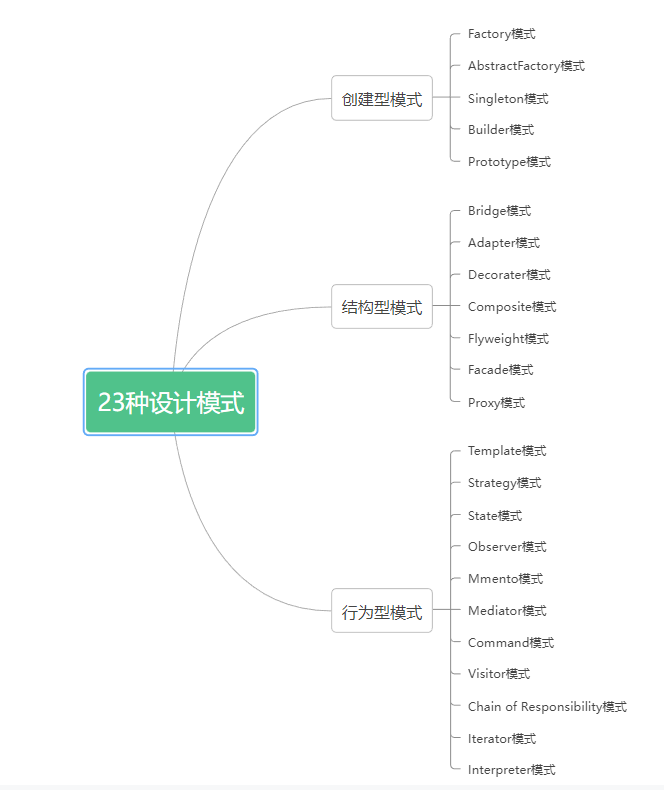 23种设计模式
创建型模式
Factory模式
AbstractFactory模式
Singleton模式
Builder模式
Prototype模式
结构型模式
Bridge模式
Adapter模式
Decorater模式
Composite模式
Flyweight模式
Facade模式
Proxy模式
行为型模式
Template模式
Strategy模式
State模式
Observer模式
Mmento模式
Mediator模式
Command模式
Visitor模式
Chain of Responsibility模式
Iterator模式
Interpreter模式